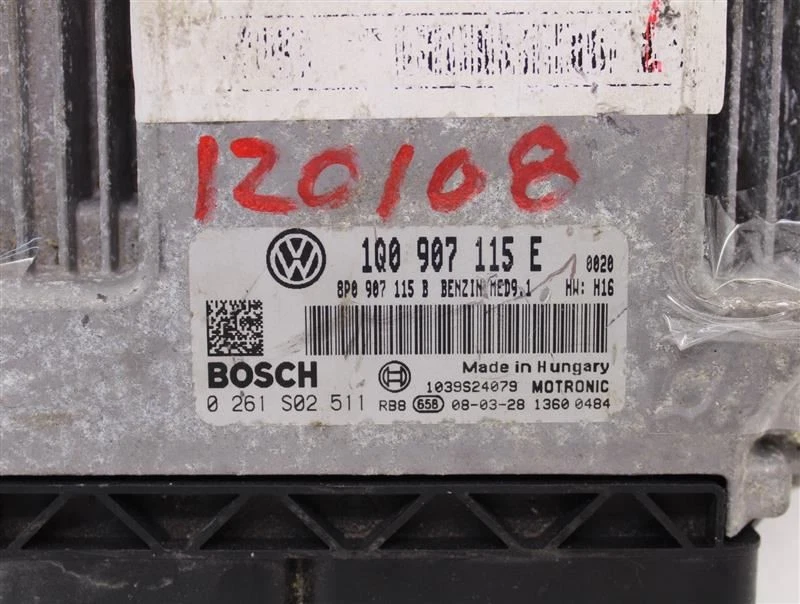 120108
1Q0 907 115 E 0020
8P0 907 115 B BENZIN MED9.1 HW: H16
BOSCH Made in Hungary
1039S24079 MOTRONIC
0 261 S02 511 RB8 658 08-03-28 1360 0484